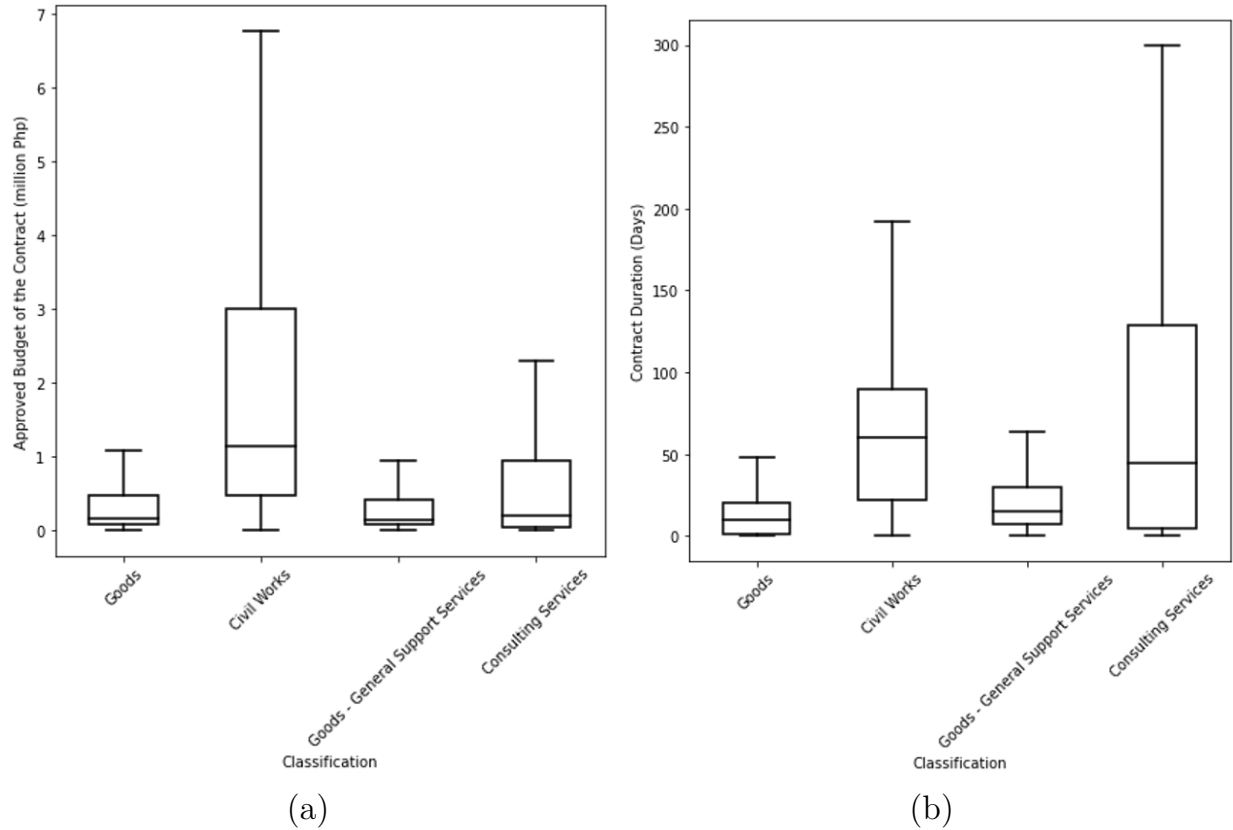 Approved Budget of the Contract (million Php)
7
6
5
4
3
2
1
0
Goods
Civil Works
Goods - General Support Services
Consulting Services
Classification
(a)
Contract Duration (Days)
300
250
200
150
100
50
0
Goods
Civil Works
Goods - General Support Services
Consulting Services
Classification
(b)